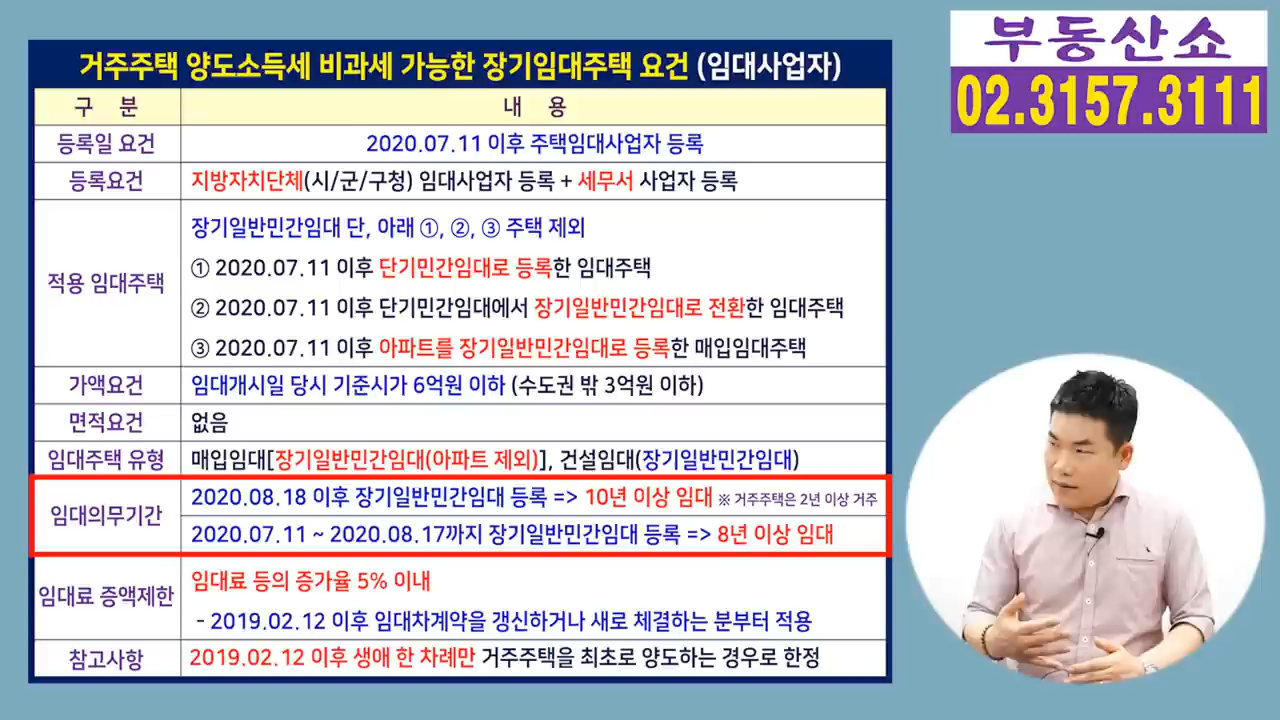 부동산쇼
02.3157.3111
거주주택 양도소득세 비과세 가능한 장기임대주택 요건 (임대사업자)
구 분 내 용
등록일 요건 2020.07.11 이후 주택임대사업자 등록
등록요건 지방자치단체(시/군/구청) 임대사업자 등록 + 세무서 사업자 등록
적용 임대주택
장기일반민간임대 단, 아래 ①, ②, ③ 주택 제외
① 2020.07.11 이후 단기민간임대로 등록한 임대주택
② 2020.07.11 이후 단기민간임대에서 장기일반민간임대로 전환한 임대주택
③ 2020.07.11 이후 아파트를 장기일반민간임대로 등록한 매입임대주택
가액요건 임대개시일 당시 기준시가 6억원 이하 (수도권 밖 3억원 이하)
면적요건 없음
임대주택 유형 매입임대[장기일반민간임대(아파트 제외)], 건설임대(장기일반민간임대)
임대의무기간
2020.08.18 이후 장기일반민간임대 등록 => 10년 이상 임대 ※ 거주주택은 2년 이상 거주
2020.07.11 ~ 2020.08.17까지 장기일반민간임대 등록 => 8년 이상 임대
임대료 증액제한
임대료 등의 증가율 5% 이내
- 2019.02.12 이후 임대차계약을 갱신하거나 새로 체결하는 분부터 적용
참고사항 2019.02.12 이후 생애 한 차례만 거주주택을 최초로 양도하는 경우로 한정